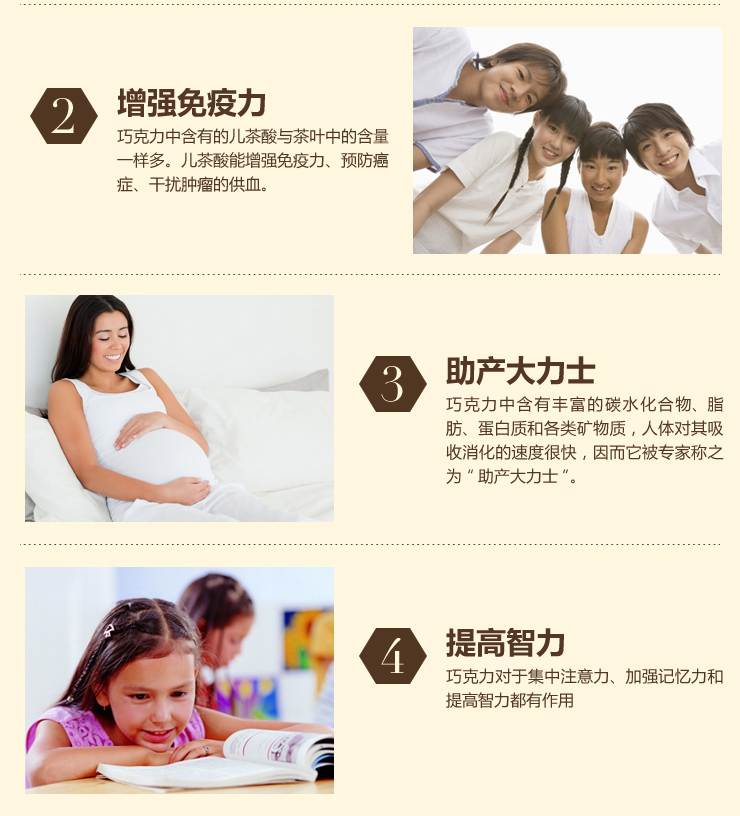 2
增强免疫力
巧克力中含有的儿茶酸与茶叶中的含量
一样多。儿茶酸能增强免疫力、预防癌
症、干扰肿瘤的供血。
3
助产大力士
巧克力中含有丰富的碳水化合物、脂
肪、蛋白质和各类矿物质，人体对其吸
收消化的速度很快，因而它被专家称之
为“助产大力士”。
4
提高智力
巧克力对于集中注意力、加强记忆力和
提高智力都有作用